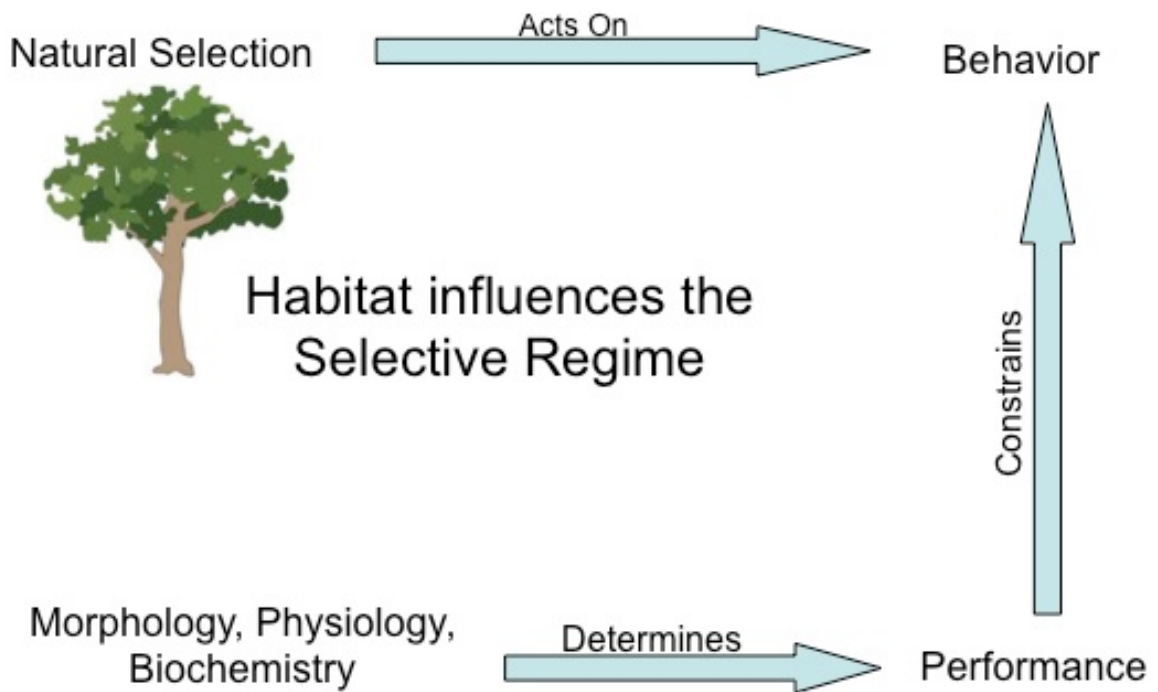 Acts On
Natural Selection
Behavior
Habitat influences the
Selective Regime
Constrains
Morphology, Physiology,
Biochemistry
Determines
Performance